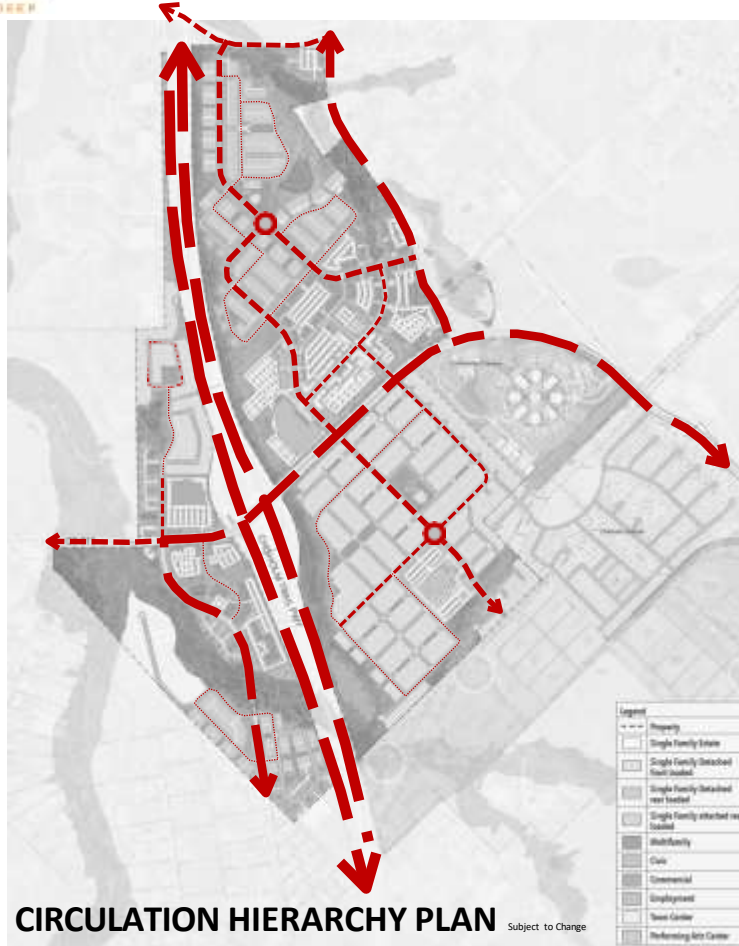 Legend
Property
Single Family Estate
Single Family Detached
front loaded
Single Family Detached
rear loaded
Single Family attached rear
loaded
Multifamily
Civic
Commercial
Employment
Town Center
Performing Arts Center
CIRCULATION HIERARCHY PLAN Subject to Change